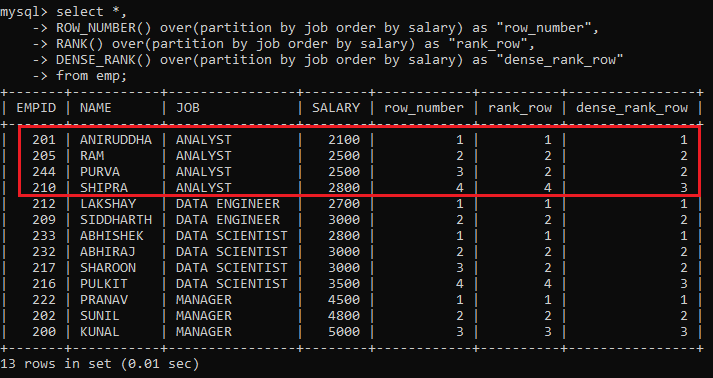 mysql> select *,
    -> ROW_NUMBER() over(partition by job order by salary) as "row_number",
    -> RANK() over(partition by job order by salary) as "rank_row",
    -> DENSE_RANK() over(partition by job order by salary) as "dense_rank_row"
    -> from emp;
+-------+-----------+----------------+--------+------------+----------+----------------+
| EMPID | NAME      | JOB            | SALARY | row_number | rank_row | dense_rank_row |
+-------+-----------+----------------+--------+------------+----------+----------------+
|   201 | ANIRUDDHA | ANALYST        |   2100 |          1 |        1 |              1 |
|   205 | RAM       | ANALYST        |   2500 |          2 |        2 |              2 |
|   244 | PURVA     | ANALYST        |   2500 |          3 |        2 |              2 |
|   210 | SHIPRA    | ANALYST        |   2800 |          4 |        4 |              3 |
|   212 | LAKSHAY   | DATA ENGINEER  |   2700 |          1 |        1 |              1 |
|   209 | SIDDHARTH | DATA ENGINEER  |   3000 |          2 |        2 |              2 |
|   233 | ABHISHEK  | DATA SCIENTIST |   2800 |          1 |        1 |              1 |
|   232 | ABHIRAJ   | DATA SCIENTIST |   3000 |          2 |        2 |              2 |
|   217 | SHAROON   | DATA SCIENTIST |   3000 |          3 |        2 |              2 |
|   216 | PULKIT    | DATA SCIENTIST |   3500 |          4 |        4 |              3 |
|   222 | PRANAV    | MANAGER        |   4500 |          1 |        1 |              1 |
|   202 | SUNIL     | MANAGER        |   4800 |          2 |        2 |              2 |
|   200 | KUNAL     | MANAGER        |   5000 |          3 |        3 |              3 |
+-------+-----------+----------------+--------+------------+----------+----------------+
13 rows in set (0.01 sec)